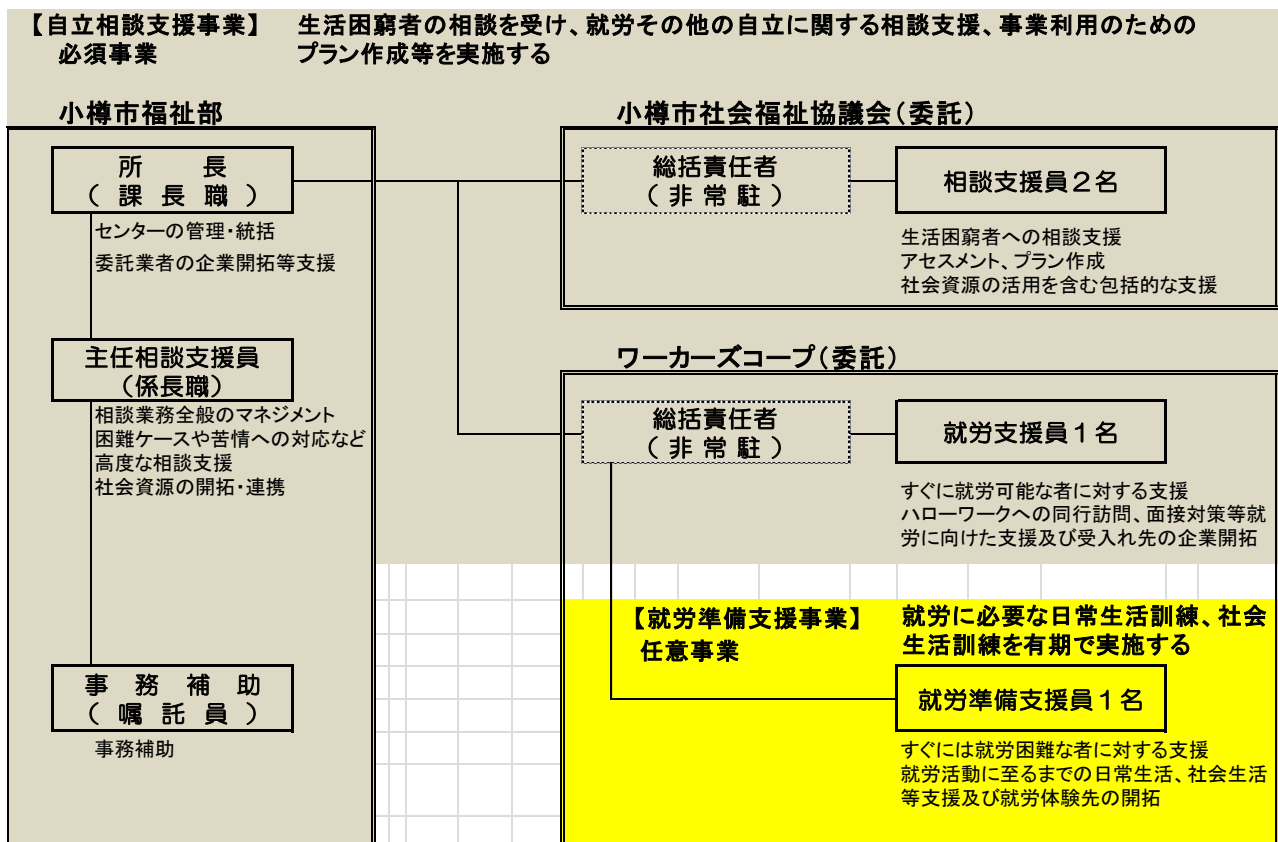 【自立相談支援事業】 生活困窮者の相談を受け、就労その他の自立に関する相談支援、事業利用のための
必須事業 プラン作成等を実施する
小樽市福祉部
所長
（課長職）
センターの管理・統括
委託業者の企業開拓等支援
主任相談支援員
（係長職）
相談業務全般のマネジメント
困難ケースや苦情への対応など
高度な相談支援
社会資源の開拓・連携
事務補助
（嘱託員）
事務補助
小樽市社会福祉協議会（委託）
総括責任者
（非常駐）
相談支援員２名
生活困窮者への相談支援
アセスメント、プラン作成
社会資源の活用を含む包括的な支援
ワーカーズコープ（委託）
総括責任者
（非常駐）
就労支援員１名
すぐに就労可能な者に対する支援
ハローワークへの同行訪問、面接対策等就
労に向けた支援及び受入れ先の企業開拓
【就労準備支援事業】
任意事業
就労に必要な日常生活訓練、社会
生活訓練を有期で実施する
就労準備支援員１名
すぐには就労困難な者に対する支援
就労活動に至るまでの日常生活、社会生活
等支援及び就労体験先の開拓